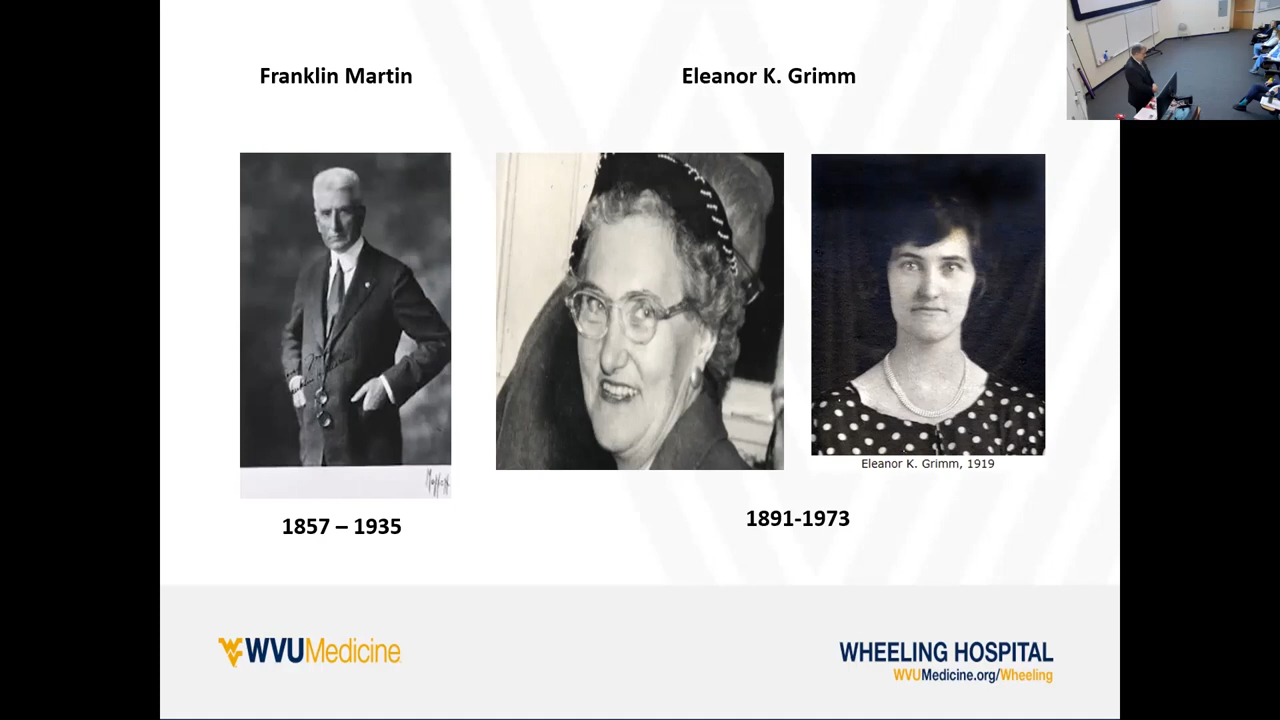 Franklin Martin
Eleanor K. Grimm
Eleanor K. Grimm, 1919
1857 – 1935
1891-1973
WVUMedicine
WHEELING HOSPITAL
WVUMedicine.org/Wheeling